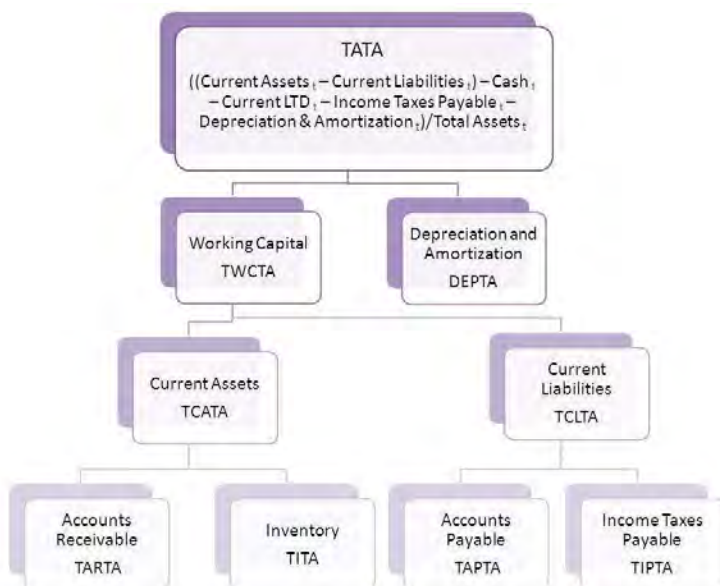 TATA
((Current Assets t – Current Liabilities t) – Cash t
– Current LTD t – Income Taxes Payable t –
Depreciation & Amortization t)/Total Assets t
Working Capital
TWCTA
Depreciation and
Amortization
DEPTA
Current Assets
TCATA
Current
Liabilities
TCLTA
Accounts
Receivable
TARTA
Inventory
TITA
Accounts
Payable
TAPTA
Income Taxes
Payable
TIPTA